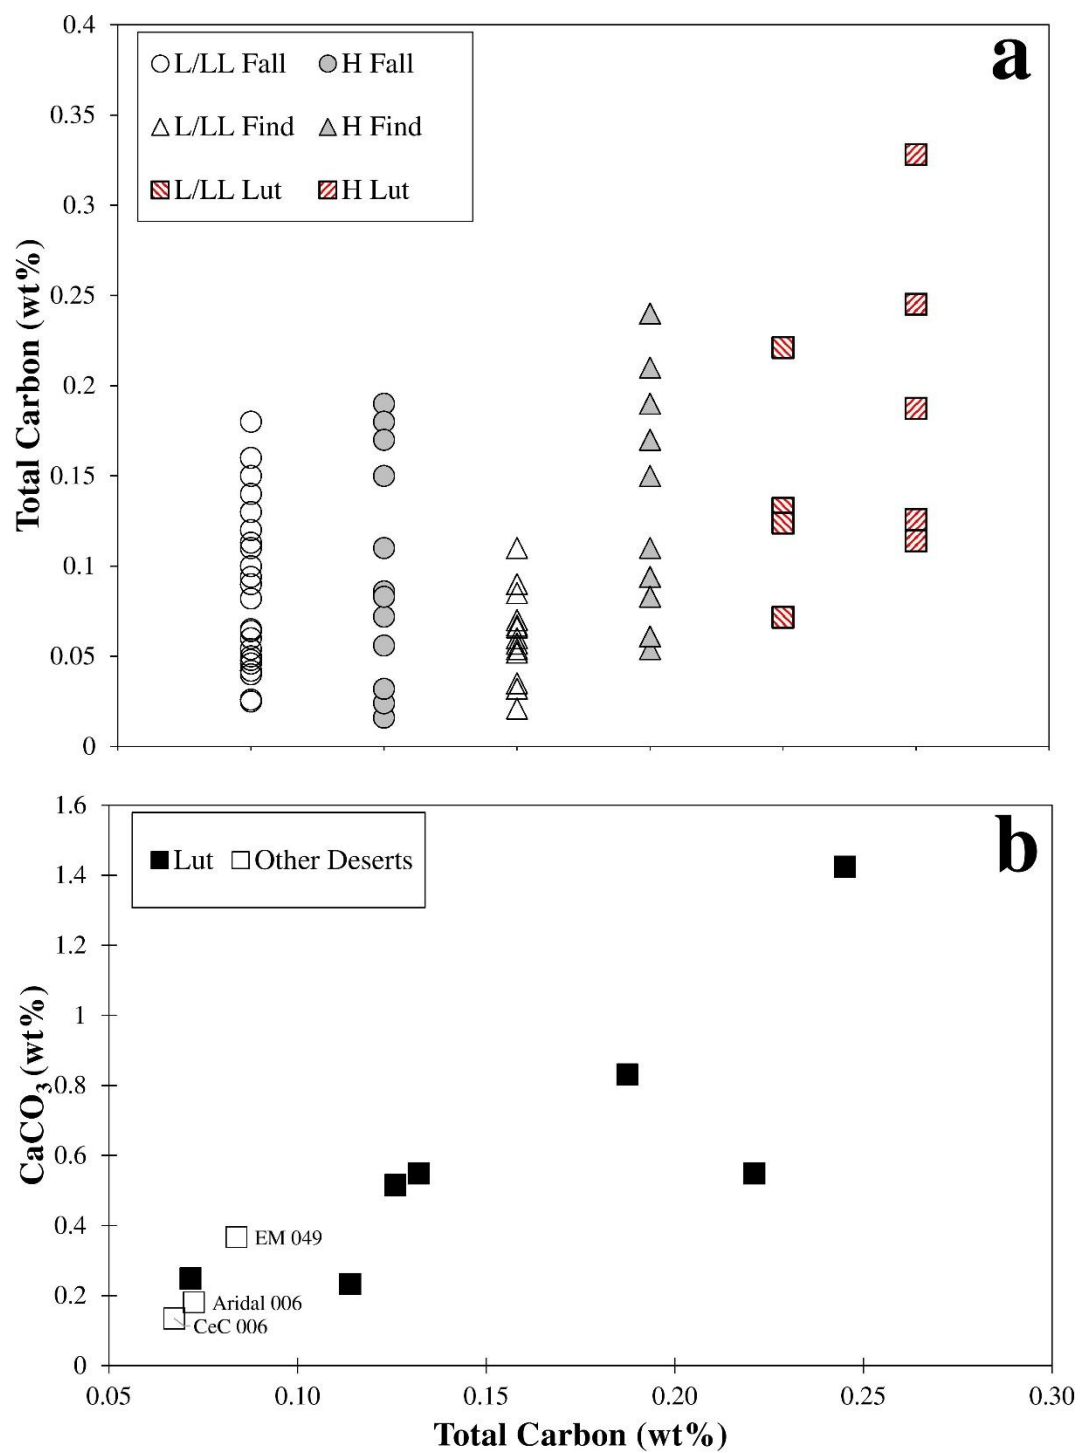 0.4
a
L/LL Fall H Fall
0.35
L/LL Find H Find
0.3
L/LL Lut H Lut
0.25
0.2
0.15
0.1
0.05
0
Total Carbon (wt%)
1.6
b
Lut Other Deserts
1.4
1.2
1
0.8
0.6
0.4
EM 049
0.2
Aridal 006
CeC 006
0
CaCO3 (wt%)
0.05 0.10 0.15 0.20 0.25 0.30
Total Carbon (wt%)